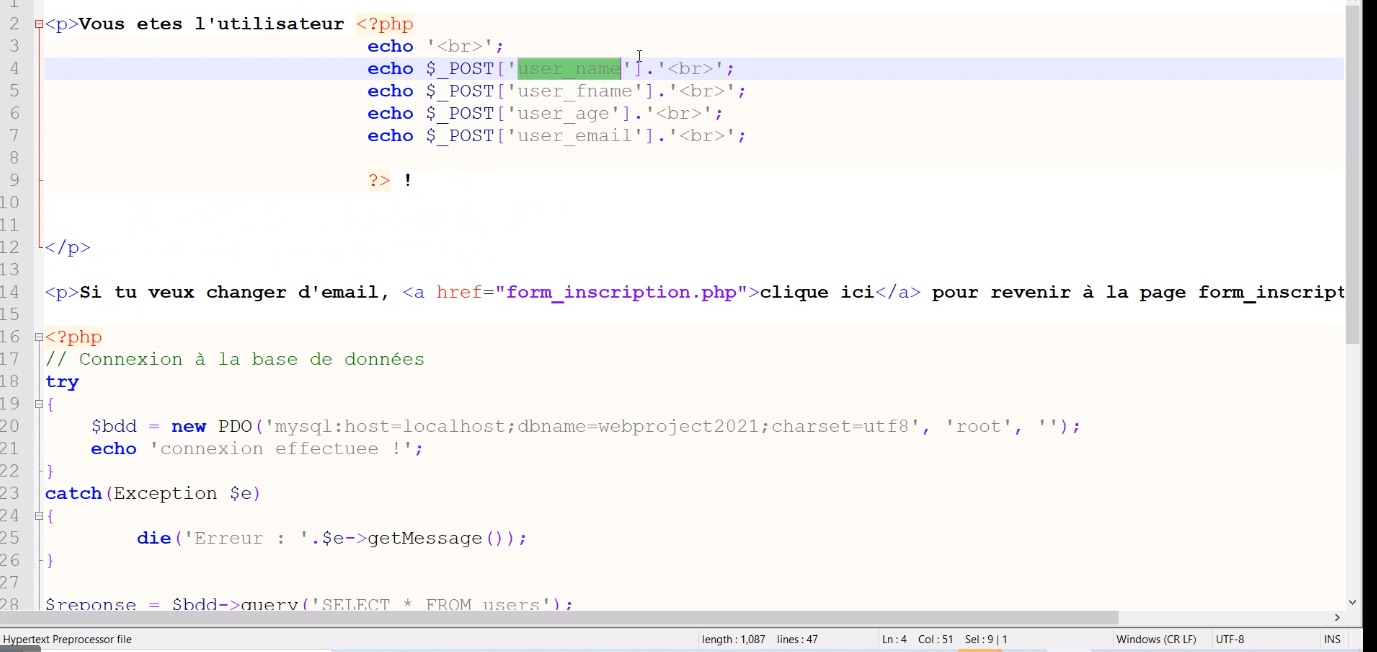 1
2 <p>Vous etes l'utilisateur <?php
3 echo '<br>';
4 echo $_POST['user_name'].'<br>';
5 echo $_POST['user_fname'].'<br>';
6 echo $_POST['user_age'].'<br>';
7 echo $_POST['user_email'].'<br>';
8
9 ?> !
10
11
12 </p>
13
14 <p>Si tu veux changer d'email, <a href="form_inscription.php">clique ici</a> pour revenir à la page form_inscript
15
16 <?php
17 // Connexion à la base de données
18 try
19 {
20 $bdd = new PDO('mysql:host=localhost;dbname=webproject2021;charset=utf8', 'root', '');
21 echo 'connexion effectuee !';
22 }
23 catch(Exception $e)
24 {
25 die('Erreur : '.$e->getMessage());
26 }
27
28 $reponse = $bdd->query('SELECT * FROM users');
Hypertext Preprocessor file length : 1,087 lines : 47 Ln : 4 Col : 51 Sel : 9 | 1 Windows (CR LF) UTF-8 INS